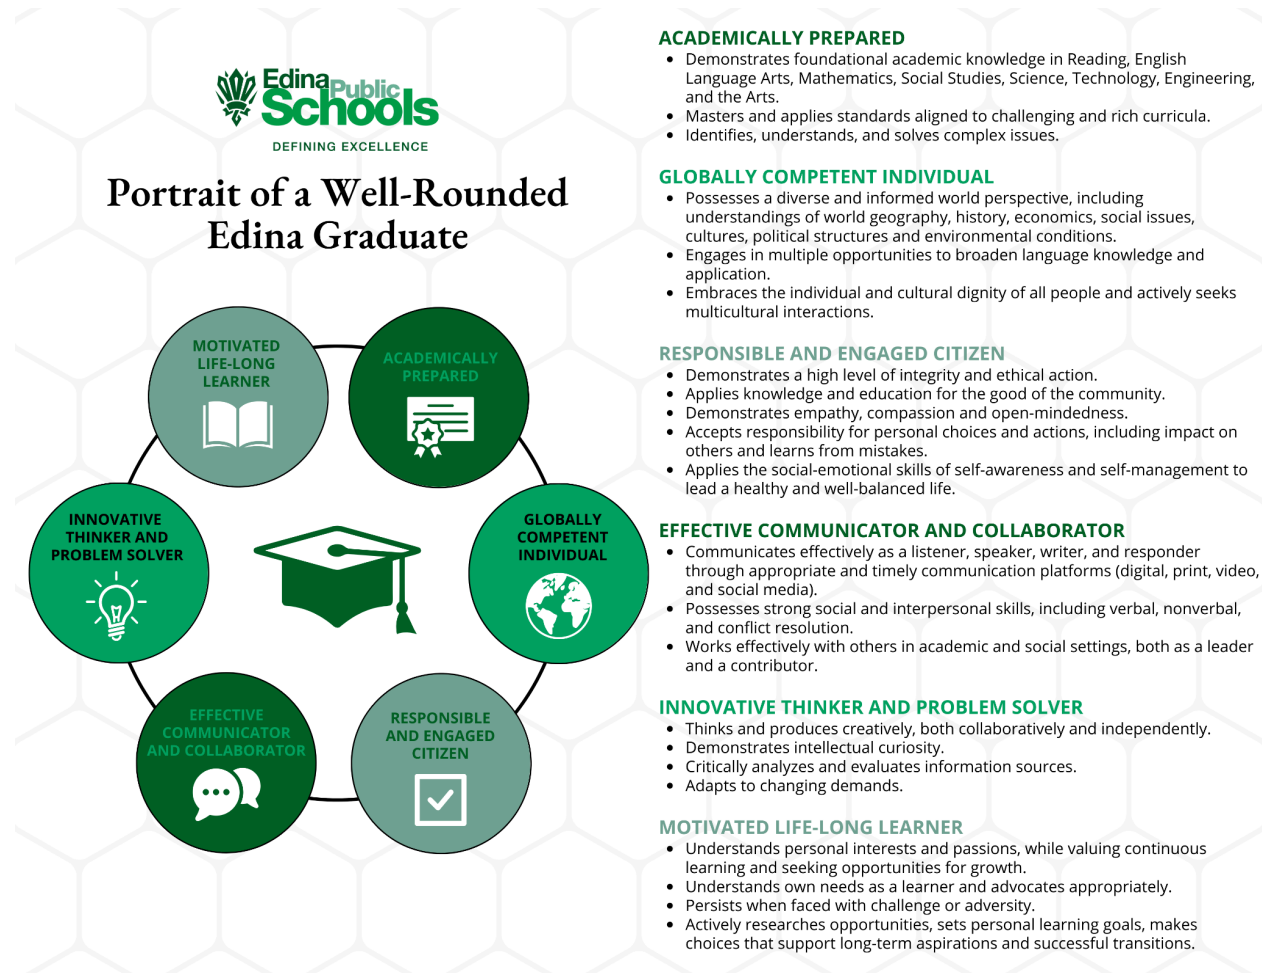 Edina Public
Schools
DEFINING EXCELLENCE
Portrait of a Well-Rounded
Edina Graduate
MOTIVATED
LIFE-LONG
LEARNER
ACADEMICALLY
PREPARED
INNOVATIVE
THINKER AND
PROBLEM SOLVER
GLOBALLY
COMPETENT
INDIVIDUAL
EFFECTIVE
COMMUNICATOR
AND COLLABORATOR
RESPONSIBLE
AND ENGAGED
CITIZEN
ACADEMICALLY PREPARED
• Demonstrates foundational academic knowledge in Reading, English
Language Arts, Mathematics, Social Studies, Science, Technology, Engineering,
and the Arts.
• Masters and applies standards aligned to challenging and rich curricula.
• Identifies, understands, and solves complex issues.
GLOBALLY COMPETENT INDIVIDUAL
• Possesses a diverse and informed world perspective, including
understandings of world geography, history, economics, social issues,
cultures, political structures and environmental conditions.
• Engages in multiple opportunities to broaden language knowledge and
application.
• Embraces the individual and cultural dignity of all people and actively seeks
multicultural interactions.
RESPONSIBLE AND ENGAGED CITIZEN
• Demonstrates a high level of integrity and ethical action.
• Applies knowledge and education for the good of the community.
• Demonstrates empathy, compassion and open-mindedness.
• Accepts responsibility for personal choices and actions, including impact on
others and learns from mistakes.
• Applies the social-emotional skills of self-awareness and self-management to
lead a healthy and well-balanced life.
EFFECTIVE COMMUNICATOR AND COLLABORATOR
• Communicates effectively as a listener, speaker, writer, and responder
through appropriate and timely communication platforms (digital, print, video,
and social media).
• Possesses strong social and interpersonal skills, including verbal, nonverbal,
and conflict resolution.
• Works effectively with others in academic and social settings, both as a leader
and a contributor.
INNOVATIVE THINKER AND PROBLEM SOLVER
• Thinks and produces creatively, both collaboratively and independently.
• Demonstrates intellectual curiosity.
• Critically analyzes and evaluates information sources.
• Adapts to changing demands.
MOTIVATED LIFE-LONG LEARNER
• Understands personal interests and passions, while valuing continuous
learning and seeking opportunities for growth.
• Understands own needs as a learner and advocates appropriately.
• Persists when faced with challenge or adversity.
• Actively researches opportunities, sets personal learning goals, makes
choices that support long-term aspirations and successful transitions.